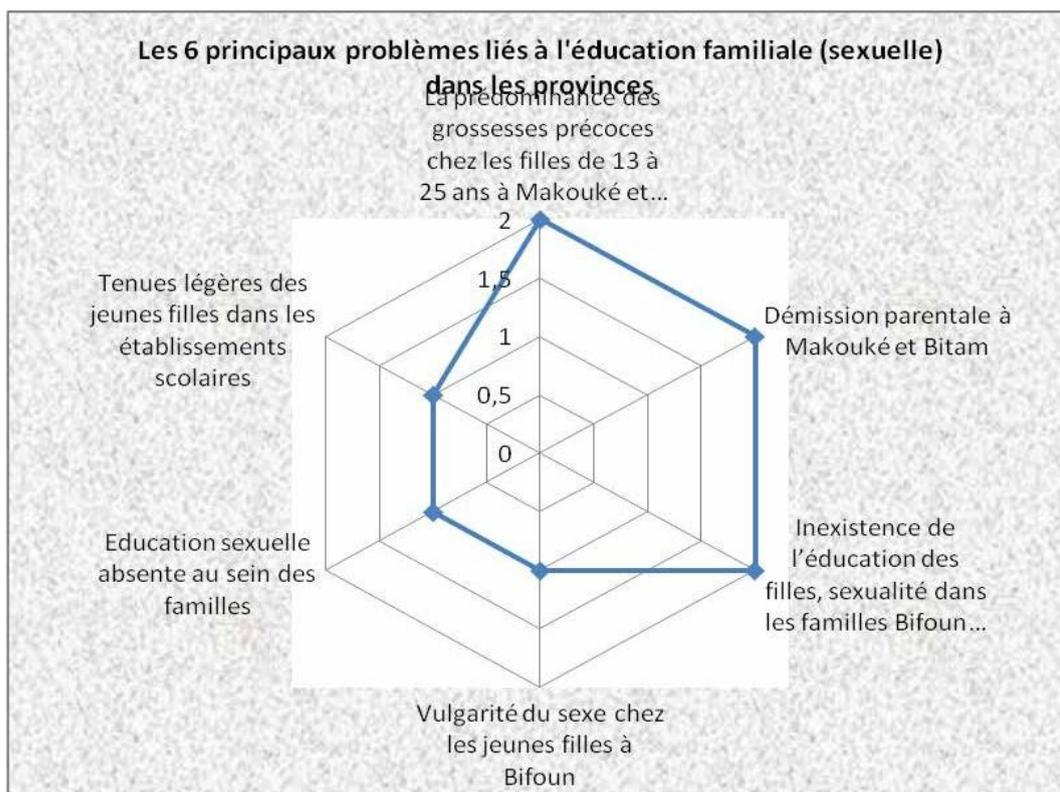 Les 6 principaux problèmes liés à l'éducation familiale (sexuelle)
dans les provinces
La prédominance des
grossesses précoces
chez les filles de 13 à
25 ans à Makouké et...
2
1,5
1
0,5
0
Démission parentale à
Makouké et Bitam
Inexistence de
l'éducation des
filles, sexualité dans
les familles Bifoun...
Vulgarité du sexe chez
les jeunes filles à
Bifoun
Education sexuelle
absente au sein des
familles
Tenues légères des
jeunes filles dans les
établissements
scolaires